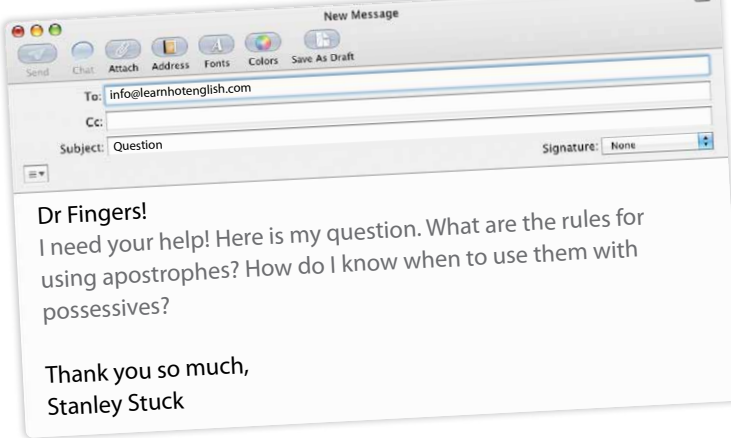 New Message
Send Chat Attach Address Fonts Colors Save As Draft
To: info@learnhotenglish.com
Cc:
Subject: Question
Signature: None
Dr Fingers!
I need your help! Here is my question. What are the rules for
using apostrophes? How do I know when to use them with
possessives?
Thank you so much,
Stanley Stuck